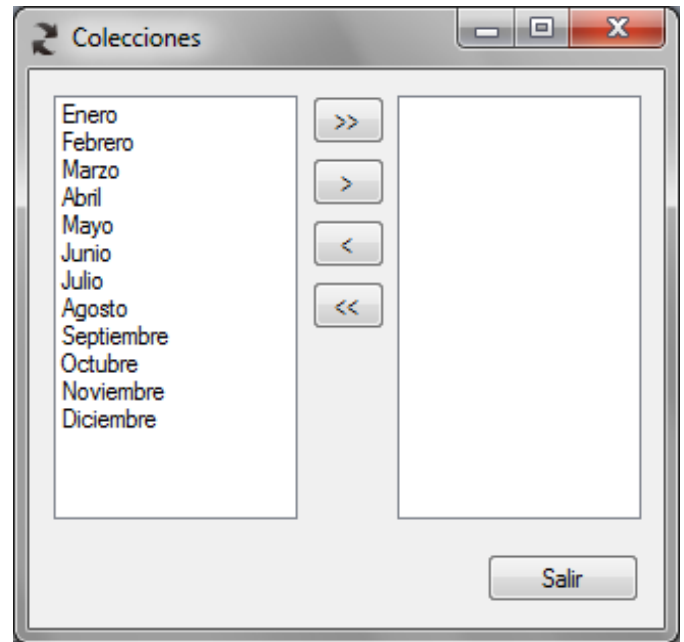 Colecciones
Enero
Febrero
Marzo
Abril
Mayo
Junio
Julio
Agosto
Septiembre
Octubre
Noviembre
Diciembre
>>
>
<
<<
Salir